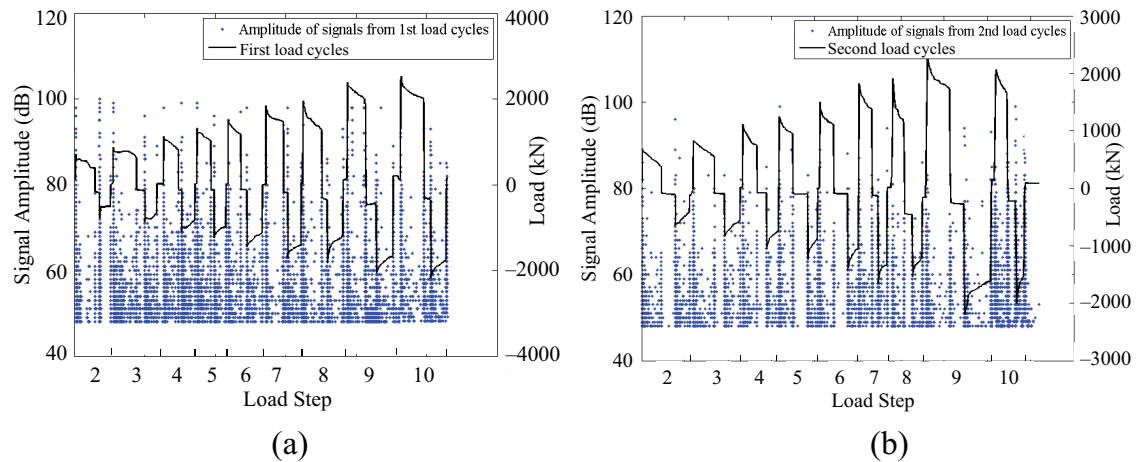 120
100
80
60
40
Signal Amplitude (dB)
Amplitude of signals from 1st load cycles
First load cycles
4000
2000
0
−2000
−4000
Load (kN)
2 3 4 5 6 7 8 9 10
Load Step
(a)
120
100
80
60
40
Signal Amplitude (dB)
Amplitude of signals from 2nd load cycles
Second load cycles
3000
2000
1000
0
−1000
−2000
−3000
Load (kN)
2 3 4 5 6 7 8 9 10
Load Step
(b)